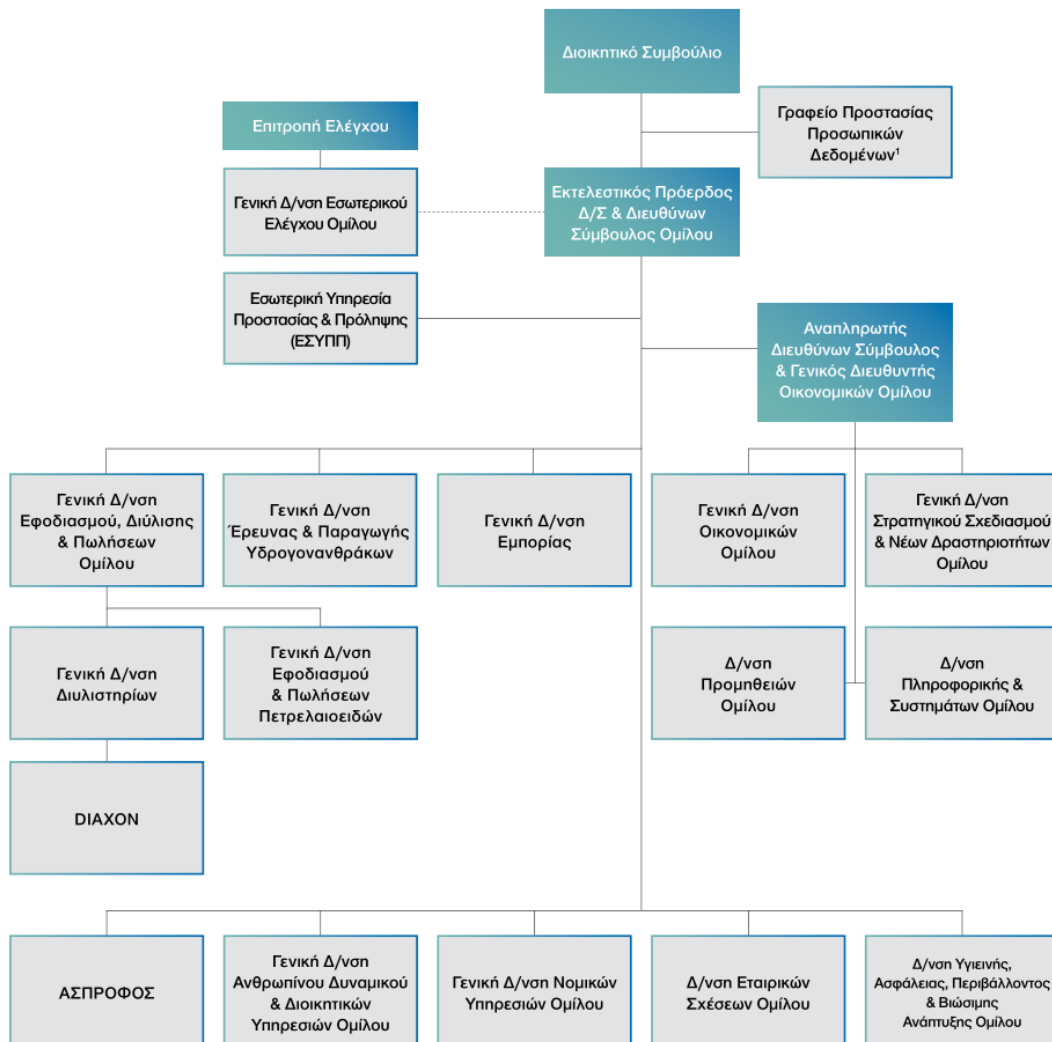 Διοικητικό Συμβούλιο
Γραφείο Προστασίας
Προσωπικών
Δεδομένων¹
Επιτροπή Ελέγχου
Γενική Δ/νση Εσωτερικού
Ελέγχου Ομίλου
Εκτελεστικός Πρόερδος
Δ/Σ & Διευθύνων
Σύμβουλος Ομίλου
Εσωτερική Υπηρεσία
Προστασίας & Πρόληψης
(ΕΣΥΠΠ)
Αναπληρωτής
Διευθύνων Σύμβουλος
& Γενικός Διευθυντής
Οικονομικών Ομίλου
Γενική Δ/νση
Εφοδιασμού, Διύλισης
& Πωλήσεων
Ομίλου
Γενική Δ/νση
Έρευνας & Παραγωγής
Υδρογονανθράκων
Γενική Δ/νση
Εμπορίας
Γενική Δ/νση
Οικονομικών
Ομίλου
Γενική Δ/νση
Στρατηγικού Σχεδιασμού
& Νέων Δραστηριοτήτων
Ομίλου
Γενική Δ/νση
Διυλιστηρίων
Γενική Δ/νση
Εφοδιασμού
& Πωλήσεων
Πετρελαιοειδών
Δ/νση
Προμηθειών
Ομίλου
Δ/νση
Πληροφορικής &
Συστημάτων Ομίλου
DIAXON
ΑΣΠΡΟΦΟΣ
Γενική Δ/νση
Ανθρωπίνου Δυναμικού
& Διοικητικών
Υπηρεσιών Ομίλου
Γενική Δ/νση Νομικών
Υπηρεσιών Ομίλου
Δ/νση Εταιρικών
Σχέσεων Ομίλου
Δ/νση Υγιεινής,
Ασφάλειας, Περιβάλλοντος
& Βιώσιμης
Ανάπτυξης Ομίλου